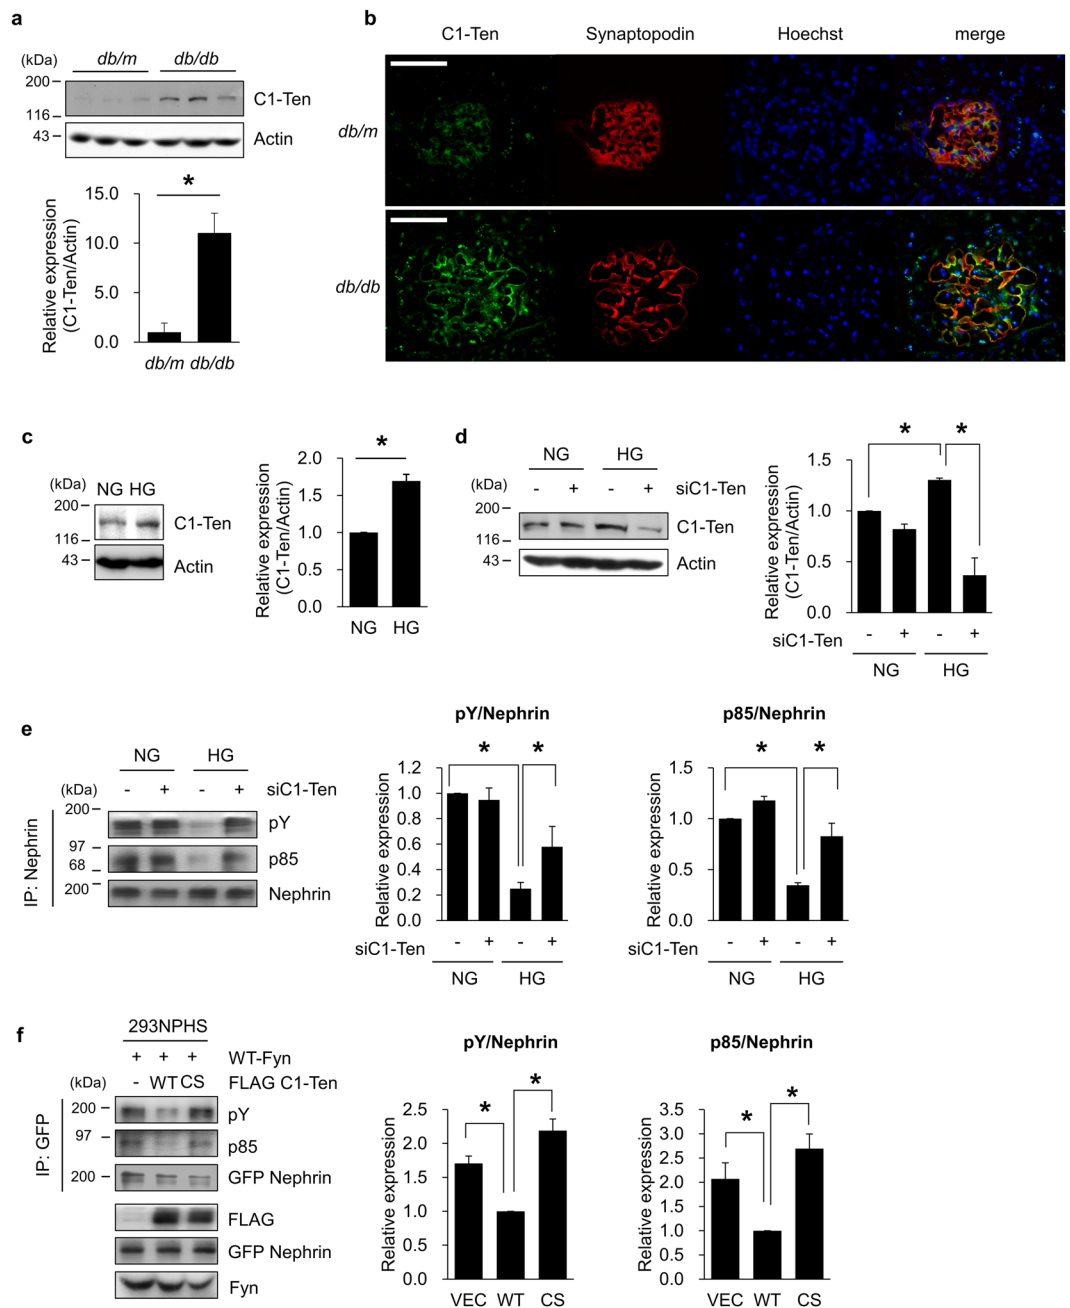 a
(kDa)
db/m
db/db
200
116
43
C1-Ten
Actin
*
15.0
10.0
5.0
0.0
Relative expression
(C1-Ten/Actin)
db/m db/db
b
C1-Ten
Synaptopodin
Hoechst
merge
db/m
db/db
c
(kDa)
NG HG
200
116
43
C1-Ten
Actin
*
2.0
1.0
1.0
0.0
Relative expression
(C1-Ten/Actin)
NG HG
d
NG HG
(kDa)
- + - + siC1-Ten
200
116
43
C1-Ten
Actin
* *
1.5
1.0
0.5
0.0
Relative expression
(C1-Ten/Actin)
siC1-Ten - + - +
NG HG
e
NG HG
(kDa)
- + - + siC1-Ten
IP: Nephrin
200
97
68
200
pY
p85
Nephrin
pY/Nephrin
* *
1.2
1.0
0.8
0.6
0.4
0.2
0.0
Relative expression
siC1-Ten - + - +
NG HG
p85/Nephrin
* *
1.5
1.0
0.5
0.0
Relative expression
siC1-Ten - + - +
NG HG
f
293NPHS
+ + + WT-Fyn
(kDa)
- WT CS FLAG C1-Ten
IP: GFP
200
97
200
pY
p85
GFP Nephrin
FLAG
GFP Nephrin
Fyn
pY/Nephrin
* *
2.5
2.0
1.5
1.0
0.5
0.0
Relative expression
VEC WT CS
p85/Nephrin
* *
3.5
3.0
2.5
2.0
1.5
1.0
0.5
0.0
Relative expression
VEC WT CS